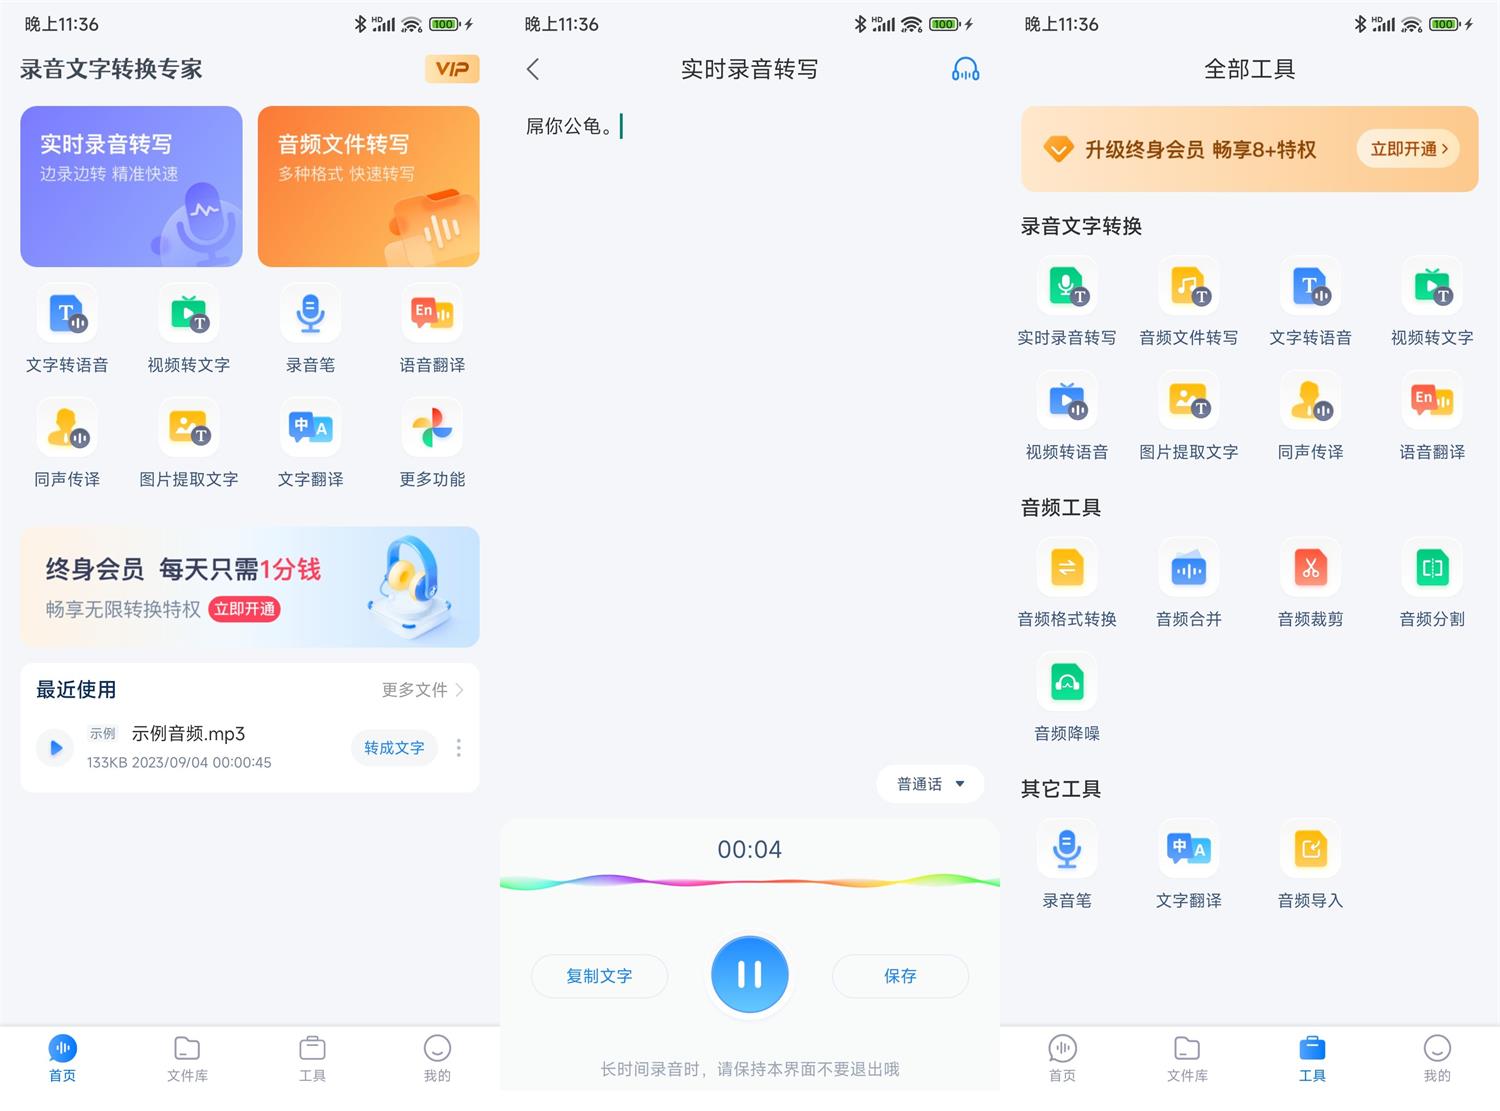 晚上11:36
HD
100
录音文字转换专家
VIP
实时录音转写
边录边转 精准快速
音频文件转写
多种格式 快速转写
T
文字转语音
T
视频转文字
录音笔
En
语音翻译
同声传译
T
图片提取文字
中 A
文字翻译
更多功能
终身会员 每天只需1分钱
畅享无限转换特权 立即开通
最近使用
更多文件
示例 示例音频.mp3
133KB 2023/09/04 00:00:45
转成文字
首页
文件库
工具
我的
晚上11:36
HD
100
实时录音转写
屌你公龟。
普通话
00:04
复制文字
保存
长时间录音时，请保持本界面不要退出哦
晚上11:36
HD
100
全部工具
升级终身会员 畅享8+特权
立即开通
录音文字转换
T
实时录音转写
T
音频文件转写
T
文字转语音
T
视频转文字
视频转语音
T
图片提取文字
同声传译
En
语音翻译
音频工具
音频格式转换
音频合并
音频裁剪
音频分割
音频降噪
其它工具
录音笔
中 A
文字翻译
音频导入
首页
文件库
工具
我的